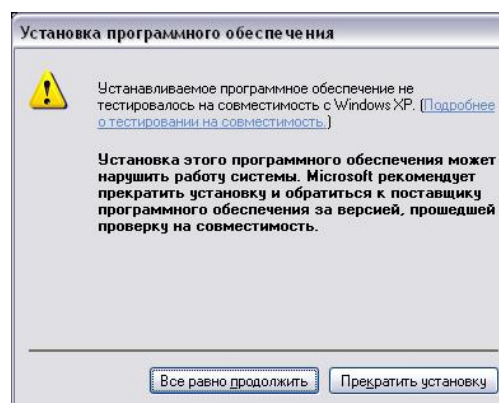 Установка программного обеспечения
Устанавливаемое программное обеспечение не
тестировалось на совместимость с Windows XP. (Подробнее
о тестировании на совместимость.)
Установка этого программного обеспечения может
нарушить работу системы. Microsoft рекомендует
прекратить установку и обратиться к поставщику
программного обеспечения за версией, прошедшей
проверку на совместимость.
Все равно продолжить Прекратить установку